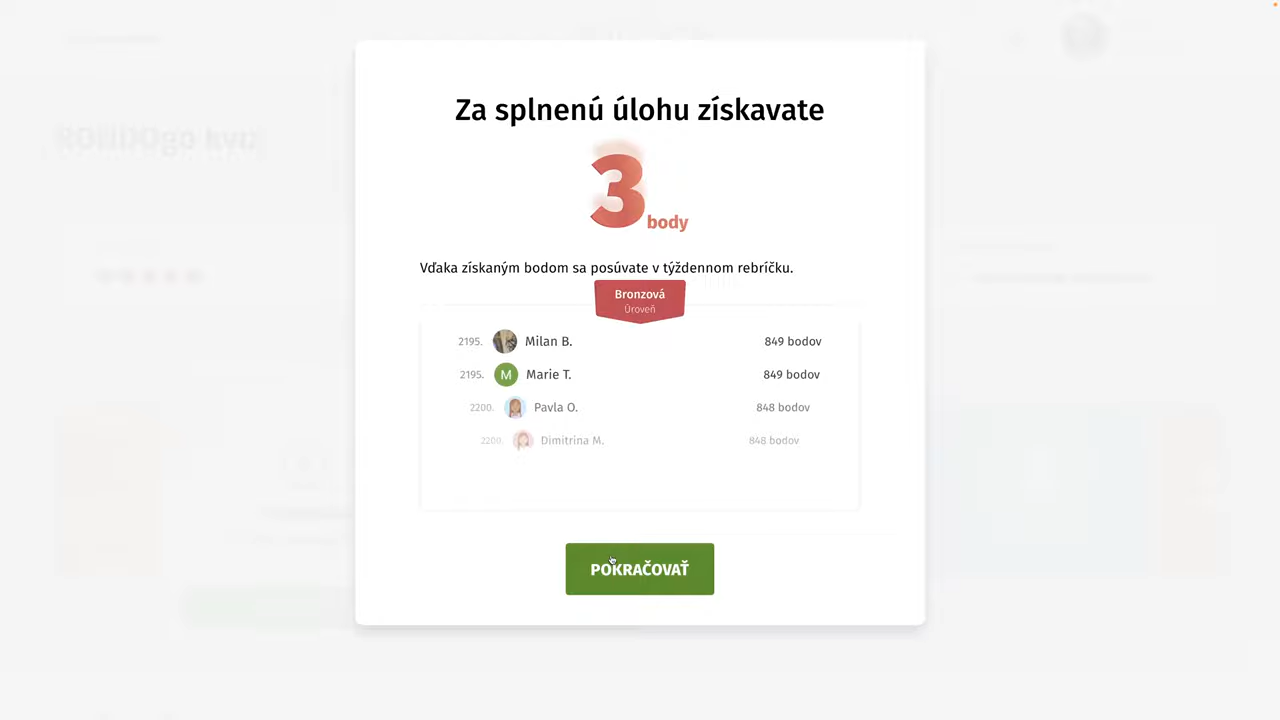 Za splnenú úlohu získavate
3 body
Vďaka získaným bodom sa posúvate v týždennom rebríčku.
Bronzová
Úroveň
2195. Milan B. 849 bodov
2195. M Marie T. 849 bodov
2200. Pavla O. 848 bodov
2200. Dimitrina M. 848 bodov
POKRAČOVAŤ